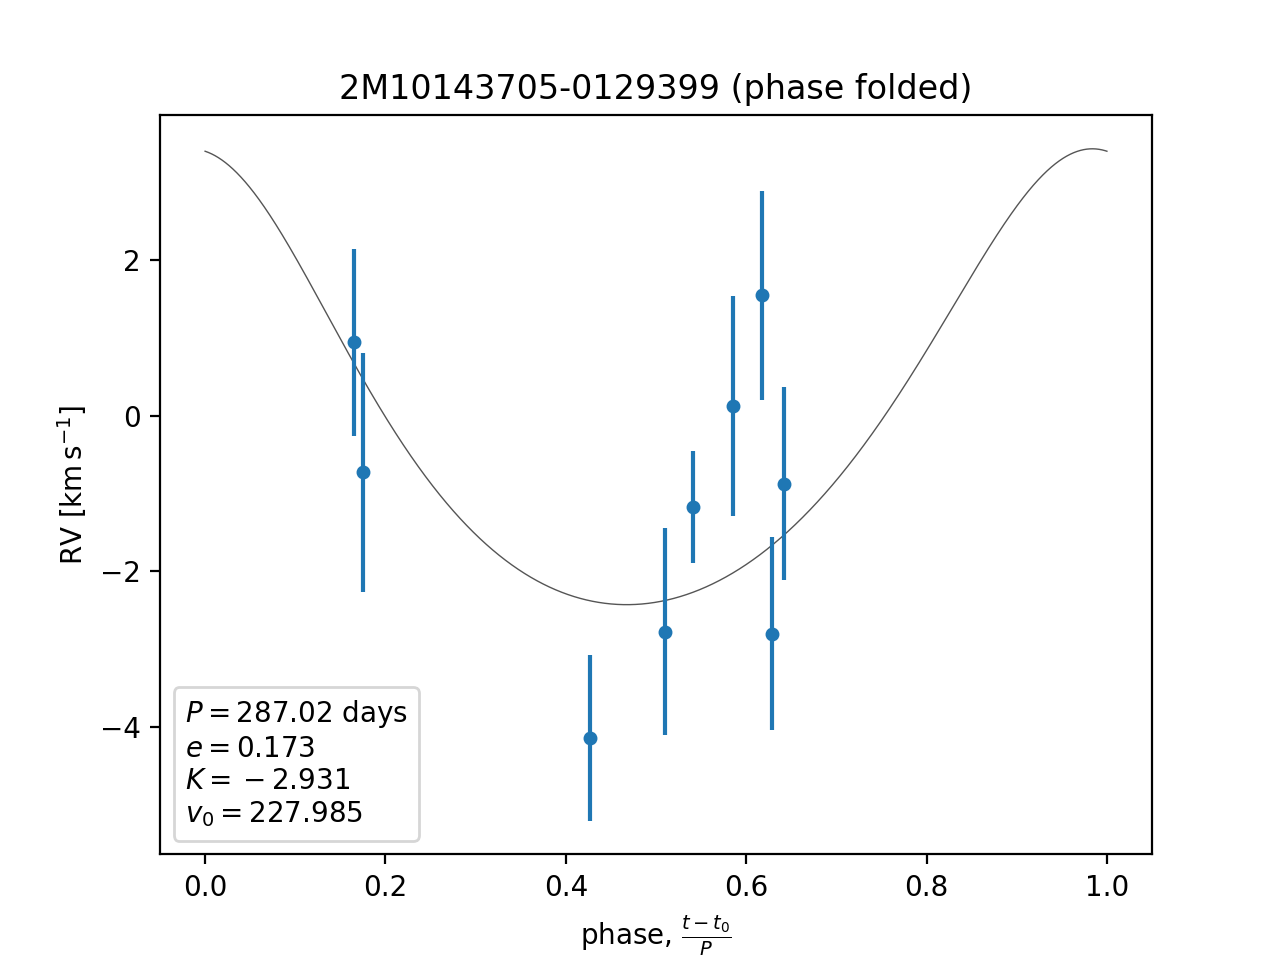 2M10143705-0129399 (phase folded)
RV [km s⁻¹]
2
0
−2
−4
P = 287.02 days
e = 0.173
K = −2.931
v₀ = 227.985
0.0 0.2 0.4 0.6 0.8 1.0
phase, (t − t₀)/P